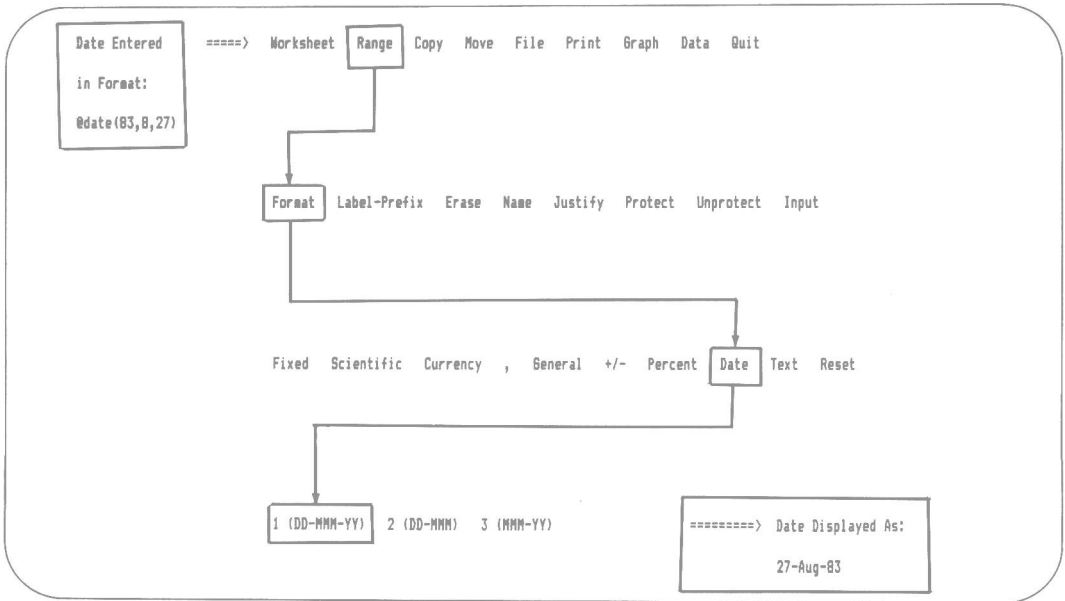 Date Entered =====> Worksheet Range Copy Move File Print Graph Data Quit
in Format:
@date(83,8,27)
Format Label-Prefix Erase Name Justify Protect Unprotect Input
Fixed Scientific Currency , General +/- Percent Date Text Reset
1 (DD-MMM-YY) 2 (DD-MMM) 3 (MMM-YY)
=========> Date Displayed As:
27-Aug-83